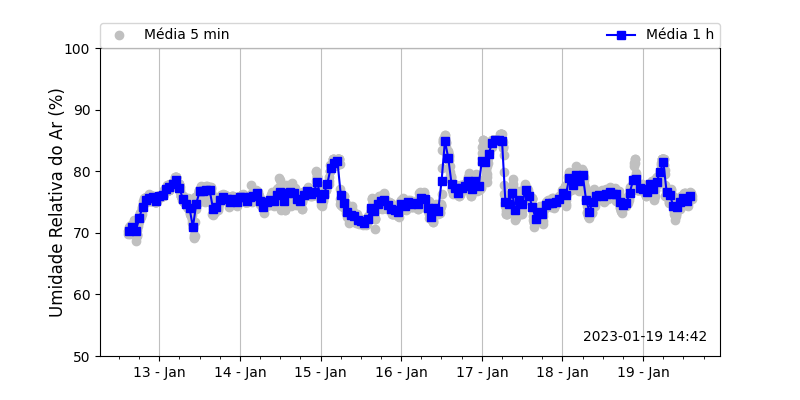 Média 5 min
Média 1 h
100
90
80
70
60
50
Umidade Relativa do Ar (%)
2023-01-19 14:42
13 - Jan
14 - Jan
15 - Jan
16 - Jan
17 - Jan
18 - Jan
19 - Jan